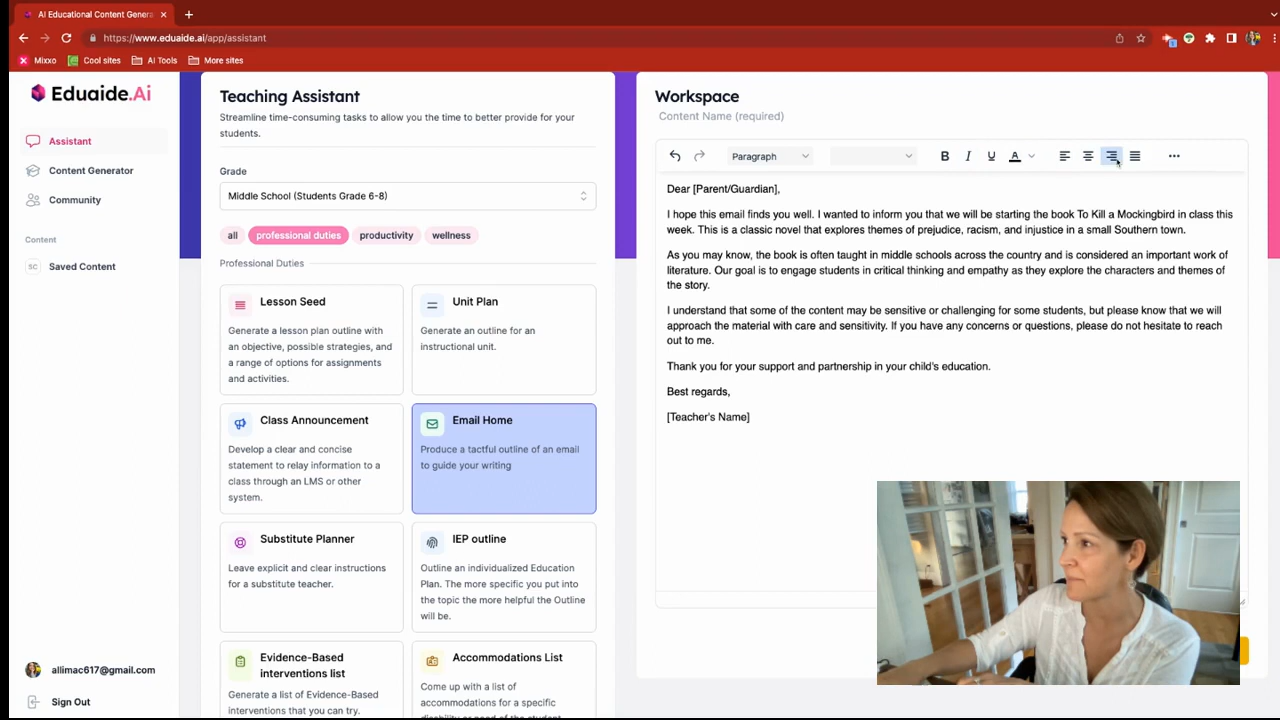 AI Educational Content Genera
https://www.eduaide.ai/app/assistant
Mixxo
Cool sites
AI Tools
More sites
Eduaide.Ai
Assistant
Content Generator
Community
Content
SC
Saved Content
allimac617@gmail.com
Sign Out
Teaching Assistant
Streamline time-consuming tasks to allow you the time to better provide for your
students.
Grade
Middle School (Students Grade 6-8)
all
professional duties
productivity
wellness
Professional Duties
Lesson Seed
Generate a lesson plan outline with
an objective, possible strategies, and
a range of options for assignments
and activities.
Unit Plan
Generate an outline for an
instructional unit.
Class Announcement
Develop a clear and concise
statement to relay information to a
class through an LMS or other
system.
Email Home
Produce a tactful outline of an email
to guide your writing
Substitute Planner
Leave explicit and clear instructions
for a substitute teacher.
IEP outline
Outline an individualized Education
Plan. The more specific you put into
the topic the more helpful the Outline
will be.
Evidence-Based
interventions list
Generate a list of Evidence-Based
interventions that you can try.
Accommodations List
Come up with a list of
accommodations for a specific
Workspace
Content Name (required)
Paragraph
B
I
U
A
Dear [Parent/Guardian],
I hope this email finds you well. I wanted to inform you that we will be starting the book To Kill a Mockingbird in class this
week. This is a classic novel that explores themes of prejudice, racism, and injustice in a small Southern town.
As you may know, the book is often taught in middle schools across the country and is considered an important work of
literature. Our goal is to engage students in critical thinking and empathy as they explore the characters and themes of
the story.
I understand that some of the content may be sensitive or challenging for some students, but please know that we will
approach the material with care and sensitivity. If you have any concerns or questions, please do not hesitate to reach
out to me.
Thank you for your support and partnership in your child's education.
Best regards,
[Teacher's Name]